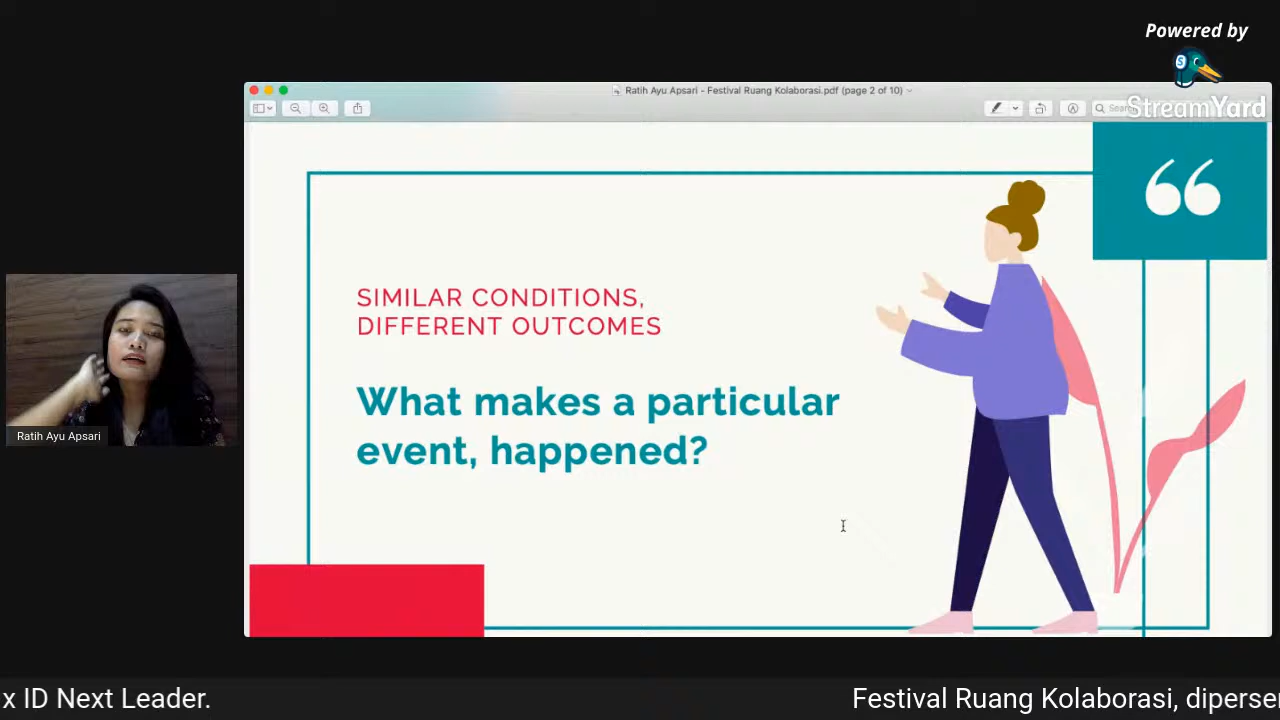 Powered by
StreamYard
Ratih Ayu Apsari - Festival Ruang Kolaborasi.pdf (page 2 of 10)
SIMILAR CONDITIONS,
DIFFERENT OUTCOMES
What makes a particular
event, happened?
Ratih Ayu Apsari
x ID Next Leader.
Festival Ruang Kolaborasi, diperse